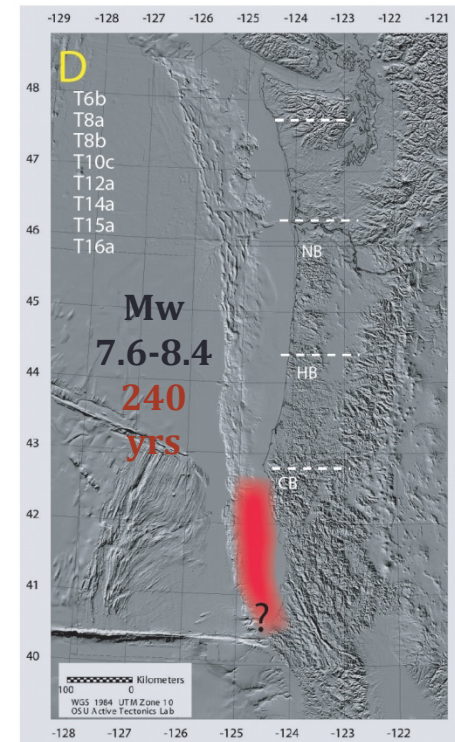 -128 -127 -126 -125 -124 -123 -122 -121
D
48
T6b
T8a
T8b
47
T10c
T12a
T14a
T15a
46
T16a
NB
45
Mw
7.6-8.4
44
HB
240
yrs
43
CB
42
41
?
40
Kilometers
100 0
WGS 1984 UTM Zone 10
OSU Active Tectonics Lab
-128 -127 -126 -125 -124 -123 -122